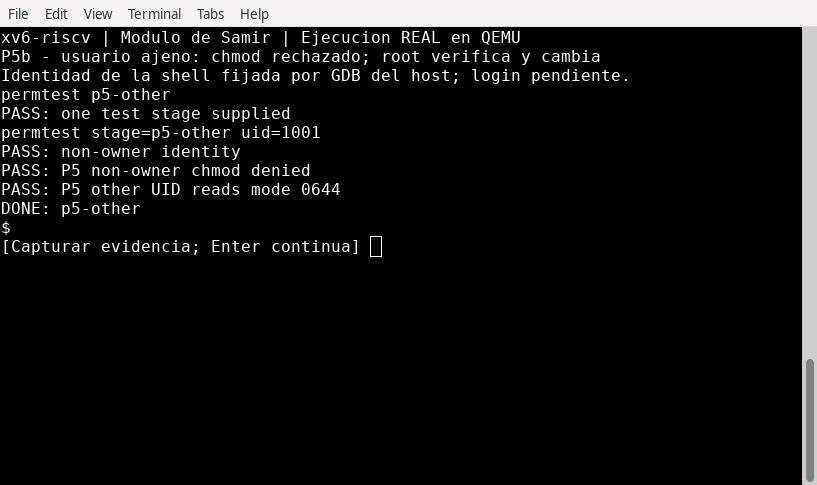 File Edit View Terminal Tabs Help
xv6-riscv | Modulo de Samir | Ejecucion REAL en QEMU
P5b - usuario ajeno: chmod rechazado; root verifica y cambia
Identidad de la shell fijada por GDB del host; login pendiente.
permtest p5-other
PASS: one test stage supplied
permtest stage=p5-other uid=1001
PASS: non-owner identity
PASS: P5 non-owner chmod denied
PASS: P5 other UID reads mode 0644
DONE: p5-other
$
[Capturar evidencia; Enter continua]